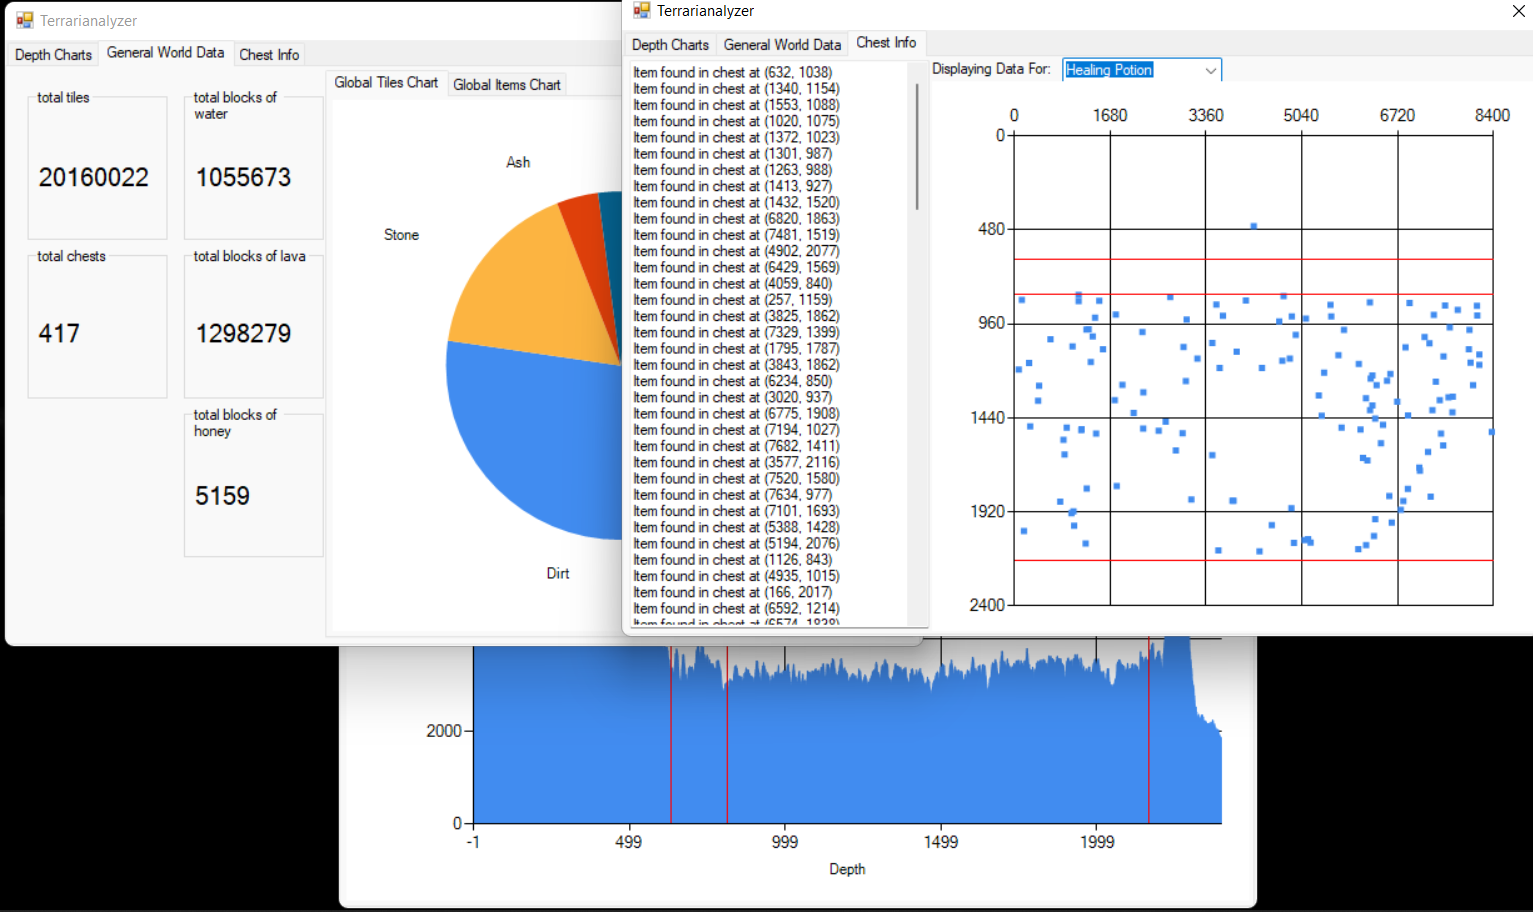 Terrarianalyzer
Depth Charts
General World Data
Chest Info
total tiles
20160022
total blocks of
water
1055673
total chests
417
total blocks of lava
1298279
total blocks of
honey
5159
Global Tiles Chart
Global Items Chart
Ash
Stone
Dirt
Terrarianalyzer
Depth Charts
General World Data
Chest Info
Item found in chest at (632, 1038)
Item found in chest at (1340, 1154)
Item found in chest at (1553, 1088)
Item found in chest at (1020, 1075)
Item found in chest at (1372, 1023)
Item found in chest at (1301, 987)
Item found in chest at (1263, 988)
Item found in chest at (1413, 927)
Item found in chest at (1432, 1520)
Item found in chest at (6820, 1863)
Item found in chest at (7481, 1519)
Item found in chest at (4902, 2077)
Item found in chest at (6429, 1569)
Item found in chest at (4059, 840)
Item found in chest at (257, 1159)
Item found in chest at (3825, 1862)
Item found in chest at (7329, 1399)
Item found in chest at (1795, 1787)
Item found in chest at (3843, 1862)
Item found in chest at (6234, 850)
Item found in chest at (3020, 937)
Item found in chest at (6775, 1908)
Item found in chest at (7194, 1027)
Item found in chest at (7682, 1411)
Item found in chest at (3577, 2116)
Item found in chest at (7520, 1580)
Item found in chest at (7634, 977)
Item found in chest at (7101, 1693)
Item found in chest at (5388, 1428)
Item found in chest at (5194, 2076)
Item found in chest at (1126, 843)
Item found in chest at (4935, 1015)
Item found in chest at (166, 2017)
Item found in chest at (6592, 1214)
Item found in chest at (6574, 1838)
Displaying Data For:
Healing Potion
0
1680
3360
5040
6720
8400
0
480
960
1440
1920
2400
2000
0
-1
499
999
1499
1999
Depth